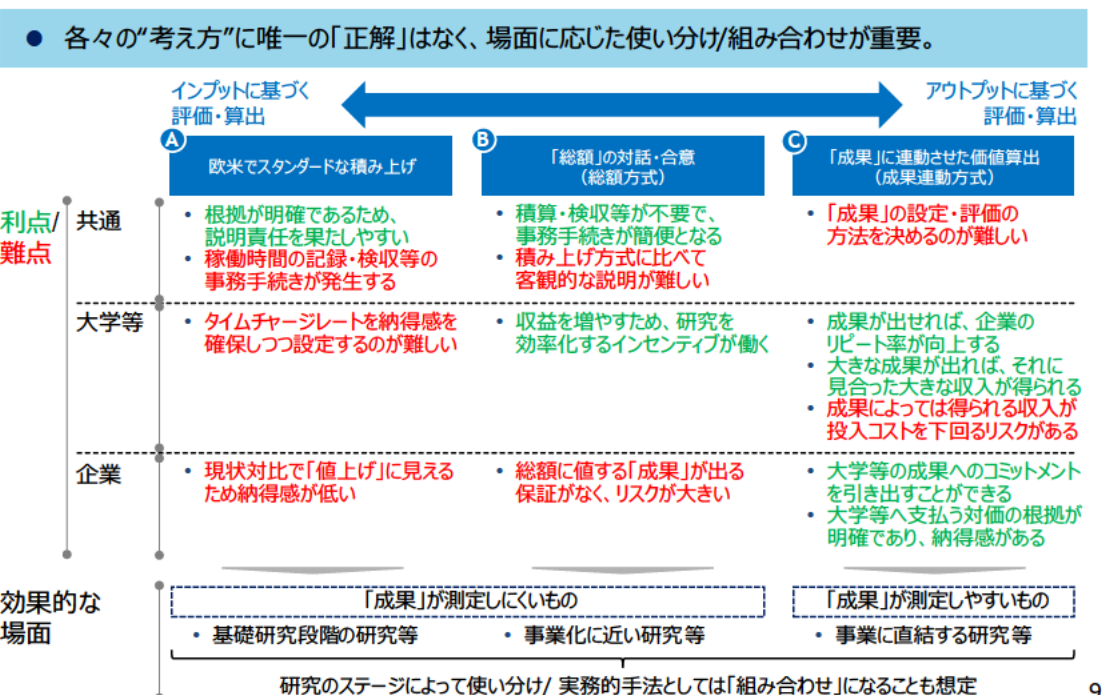 ● 各々の“考え方”に唯一の「正解」はなく、場面に応じた使い分け/組み合わせが重要。
インプットに基づく
評価・算出
アウトプットに基づく
評価・算出
A
欧米でスタンダードな積み上げ
B
「総額」の対話・合意
(総額方式)
C
「成果」に連動させた価値算出
(成果連動方式)
利点/
難点
共通
• 根拠が明確であるため、
説明責任を果たしやすい
• 稼働時間の記録・検収等の
事務手続きが発生する
• 積算・検収等が不要で、
事務手続きが簡便となる
• 積み上げ方式に比べて
客観的な説明が難しい
• 「成果」の設定・評価の
方法を決めるのが難しい
大学等
• タイムチャージレートを納得感を
確保しつつ設定するのが難しい
• 収益を増やすため、研究を
効率化するインセンティブが働く
• 成果が出せれば、企業の
リピート率が向上する
• 大きな成果が出れば、それに
見合った大きな収入が得られる
• 成果によっては得られる収入が
投入コストを下回るリスクがある
企業
• 現状対比で「値上げ」に見える
ため納得感が低い
• 総額に値する「成果」が出る
保証がなく、リスクが大きい
• 大学等の成果へのコミットメント
を引き出すことができる
• 大学等へ支払う対価の根拠が
明確であり、納得感がある
効果的な
場面
「成果」が測定しにくいもの
「成果」が測定しやすいもの
• 基礎研究段階の研究等
• 事業化に近い研究等
• 事業に直結する研究等
研究のステージによって使い分け/ 実務的手法としては「組み合わせ」になることも想定
9